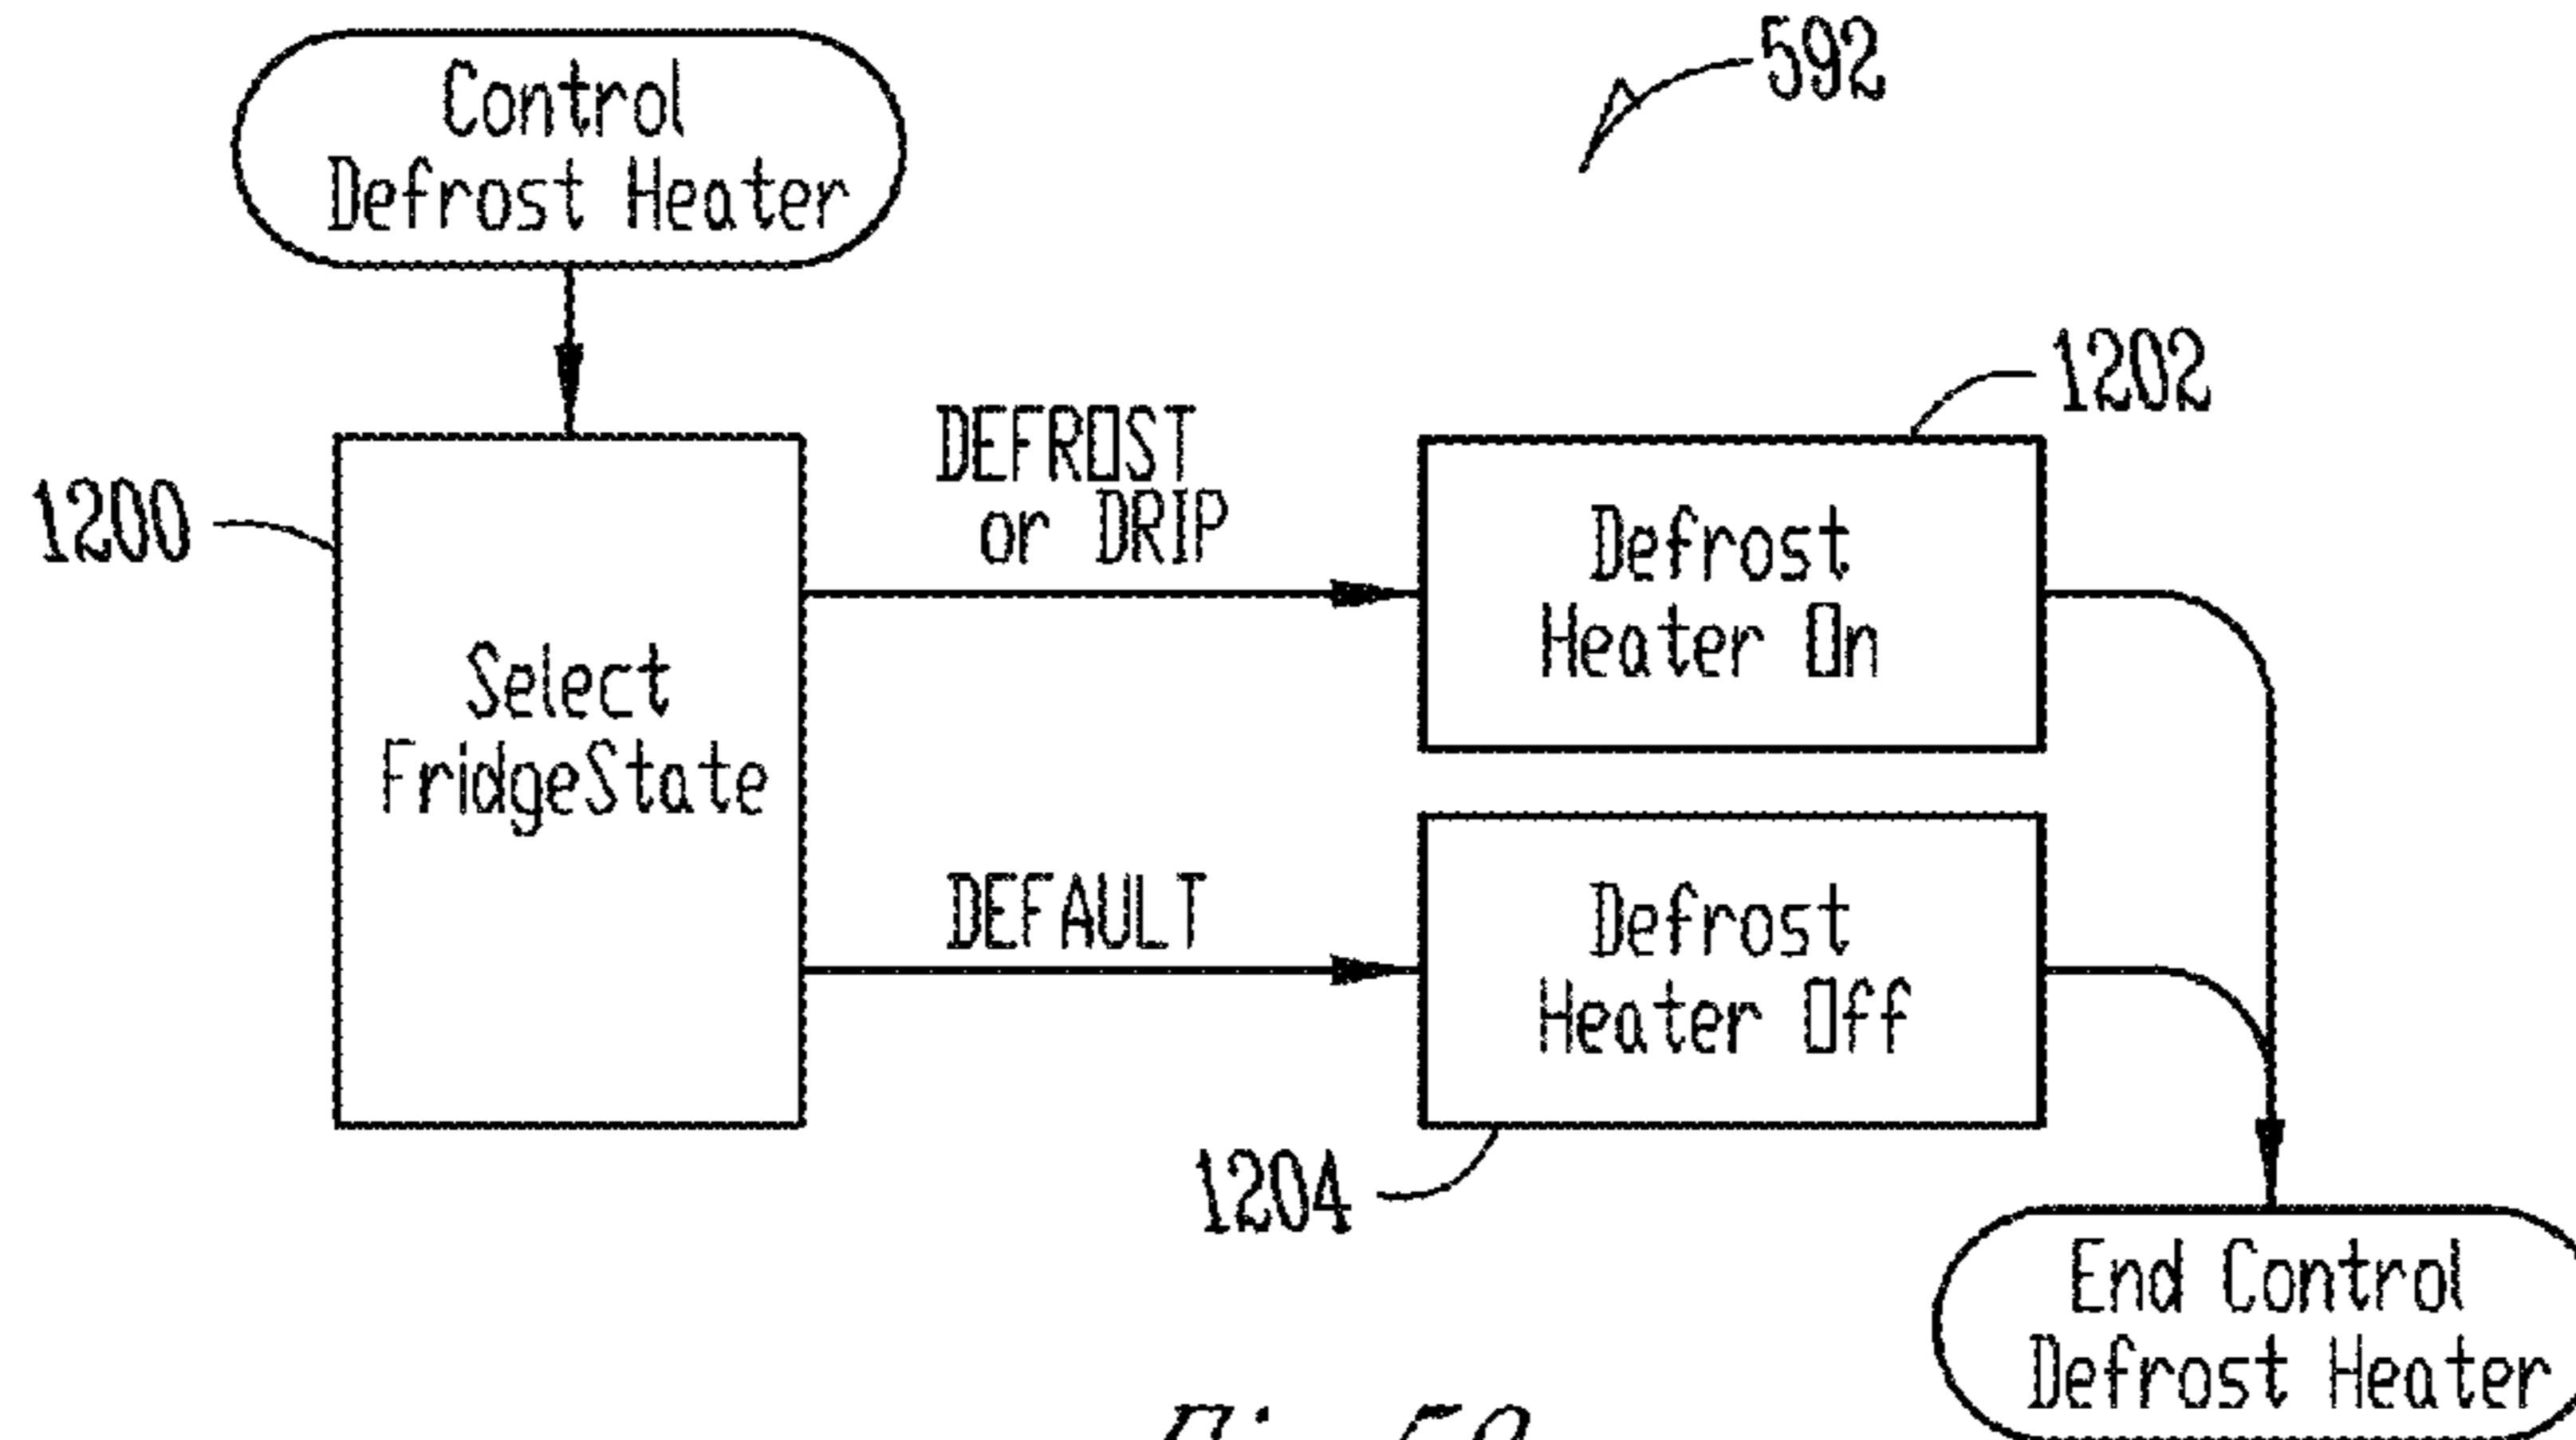 Control
Defrost Heater
592
1200
Select
FridgeState
DEFROST
or DRIP
1202
Defrost
Heater On
DEFAULT
Defrost
Heater Off
1204
End Control
Defrost Heater